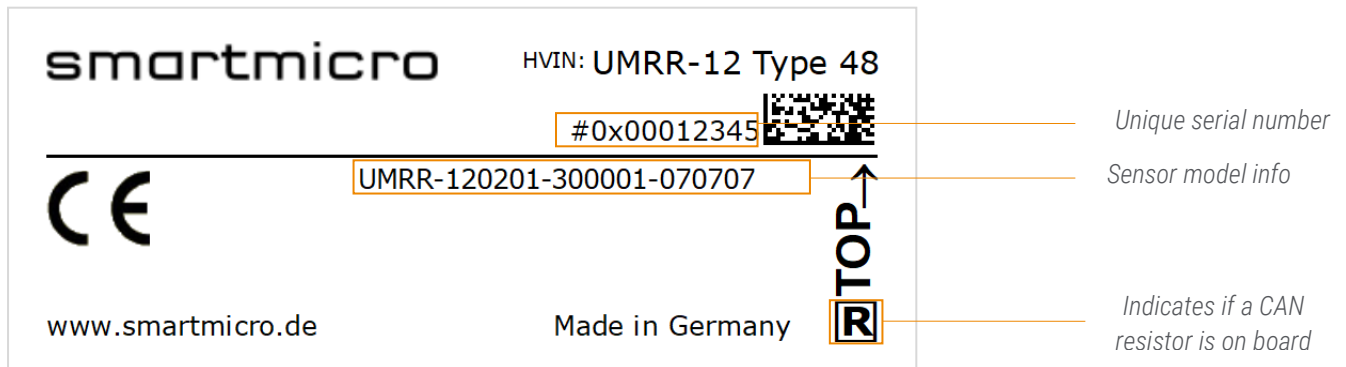 smartmicro
HVIN: UMRR-12 Type 48
#0x00012345
Unique serial number
UMRR-120201-300001-070707
Sensor model info
TOP→
R
Indicates if a CAN
resistor is on board
CE
www.smartmicro.de
Made in Germany